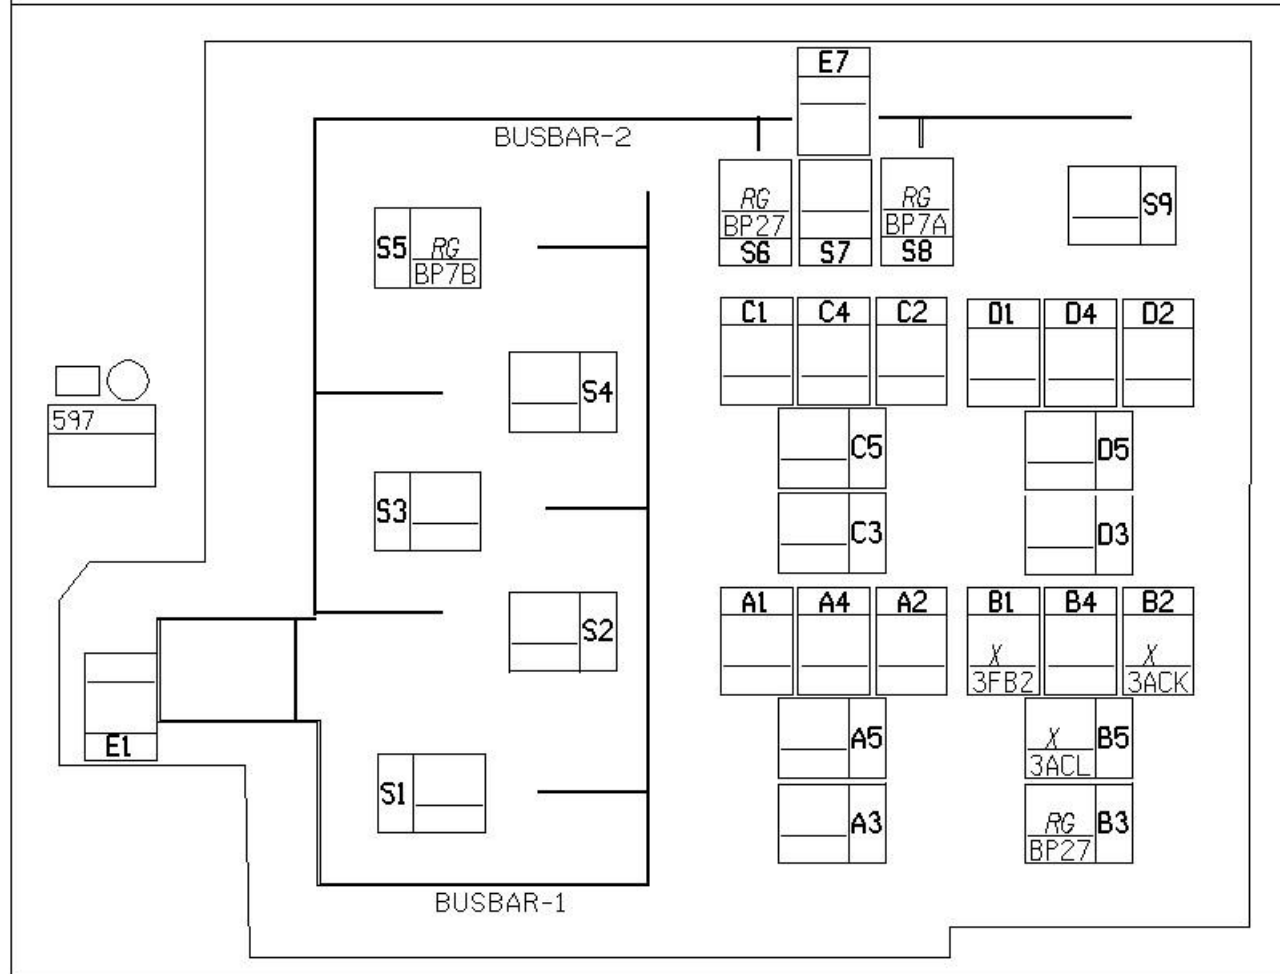 E7
BUSBAR-2
RG
BP27
S6
S7
RG
BP7A
S8
S9
S5
RG
BP7B
C1
C4
C2
D1
D4
D2
S4
597
C5
D5
S3
C3
D3
A1
A4
A2
B1
X
3FB2
B4
B2
X
3ACK
S2
E1
A5
X
3ACL
B5
S1
A3
RG
BP27
B3
BUSBAR-1